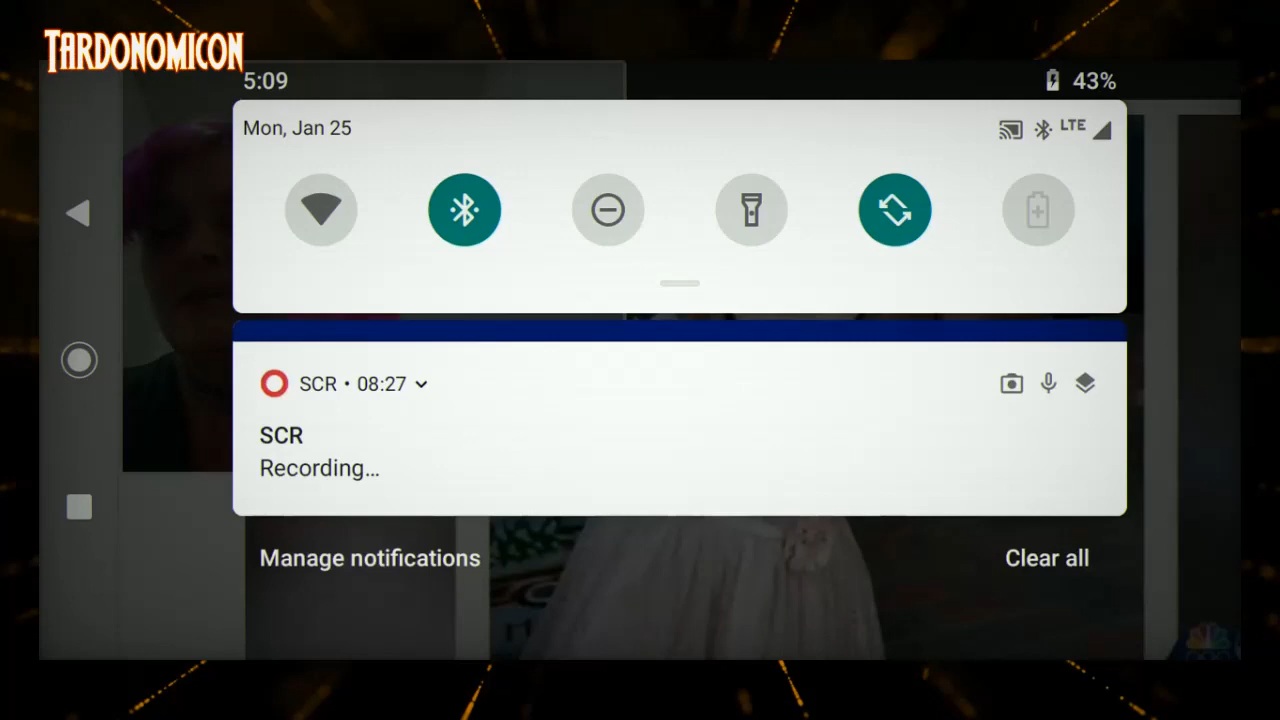 TARDONOMICON
5:09
43%
Mon, Jan 25
LTE
SCR • 08:27
SCR
Recording...
Manage notifications
Clear all